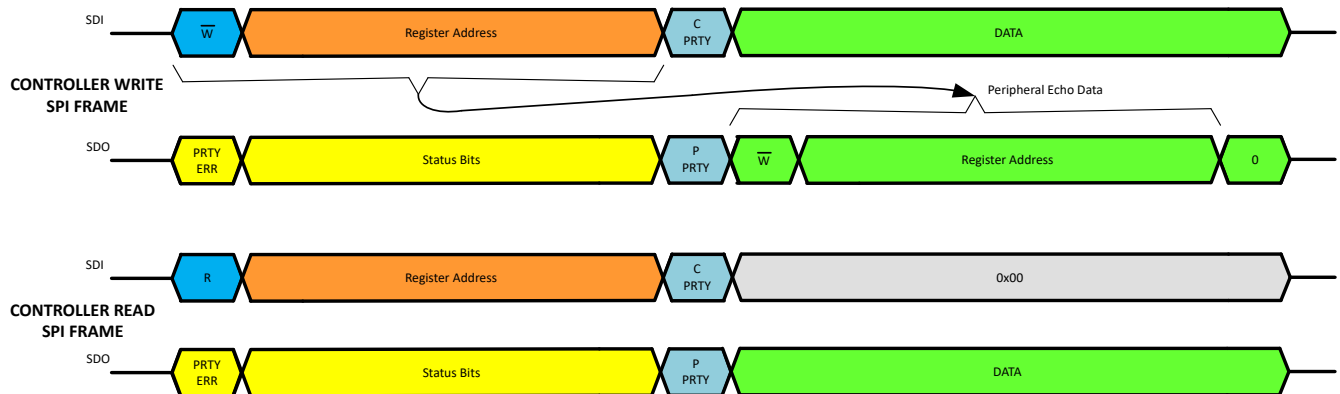 SDI
W̅
Register Address
C
PRTY
DATA
CONTROLLER WRITE
SPI FRAME
Peripheral Echo Data
SDO
PRTY
ERR
Status Bits
P
PRTY
W̅
Register Address
0
SDI
R
Register Address
C
PRTY
0x00
CONTROLLER READ
SPI FRAME
SDO
PRTY
ERR
Status Bits
P
PRTY
DATA